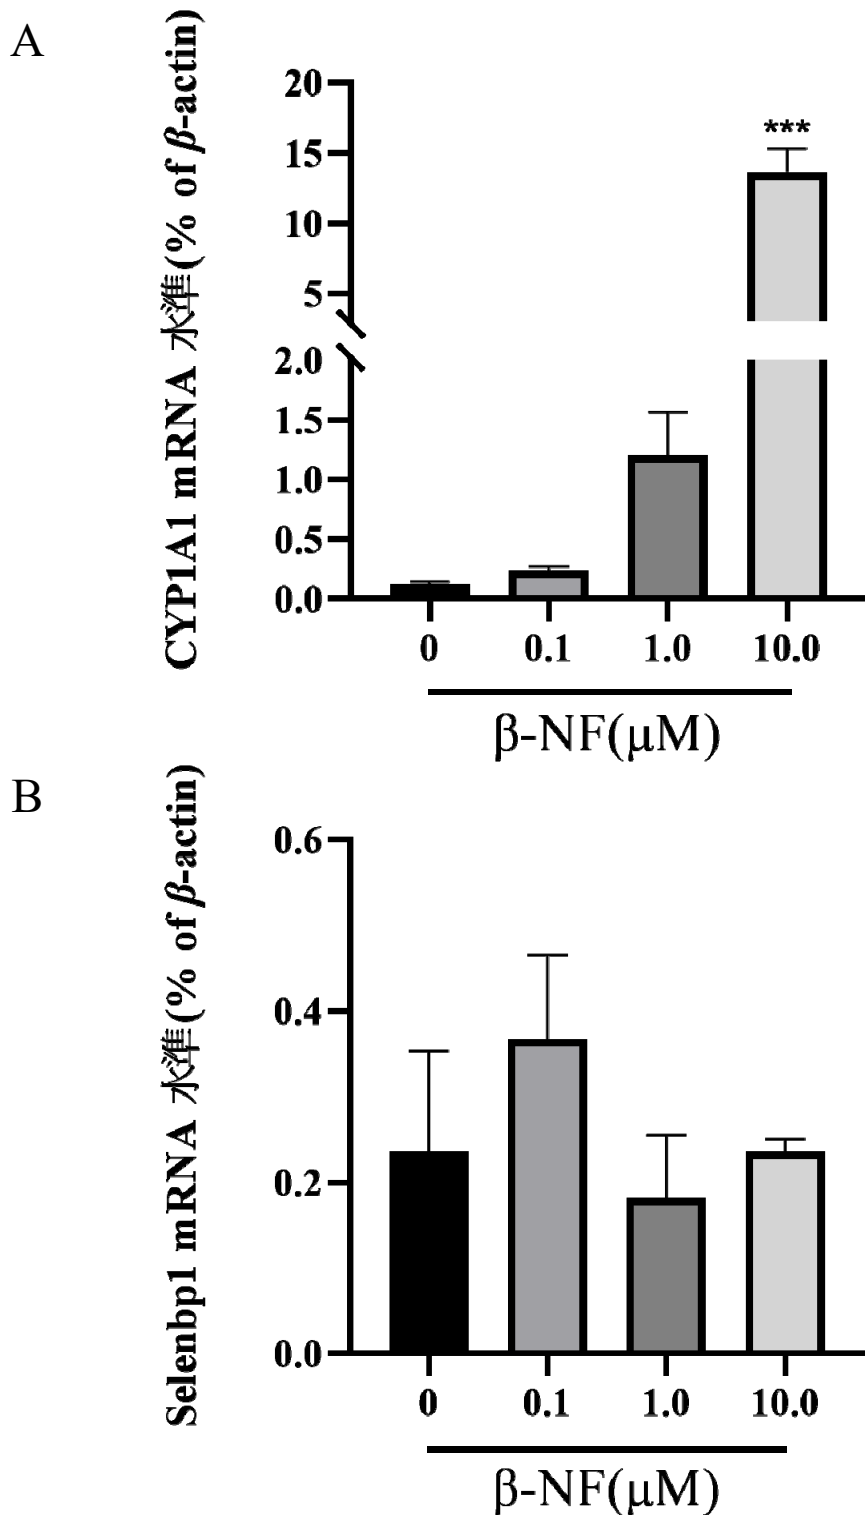 A
CYP1A1 mRNA 水準(% of β-actin)
20
15
10
5
2.0
1.5
1.0
0.5
0.0
***
0 0.1 1.0 10.0
β-NF(μM)
B
Selenbp1 mRNA 水準(% of β-actin)
0.6
0.4
0.2
0.0
0 0.1 1.0 10.0
β-NF(μM)